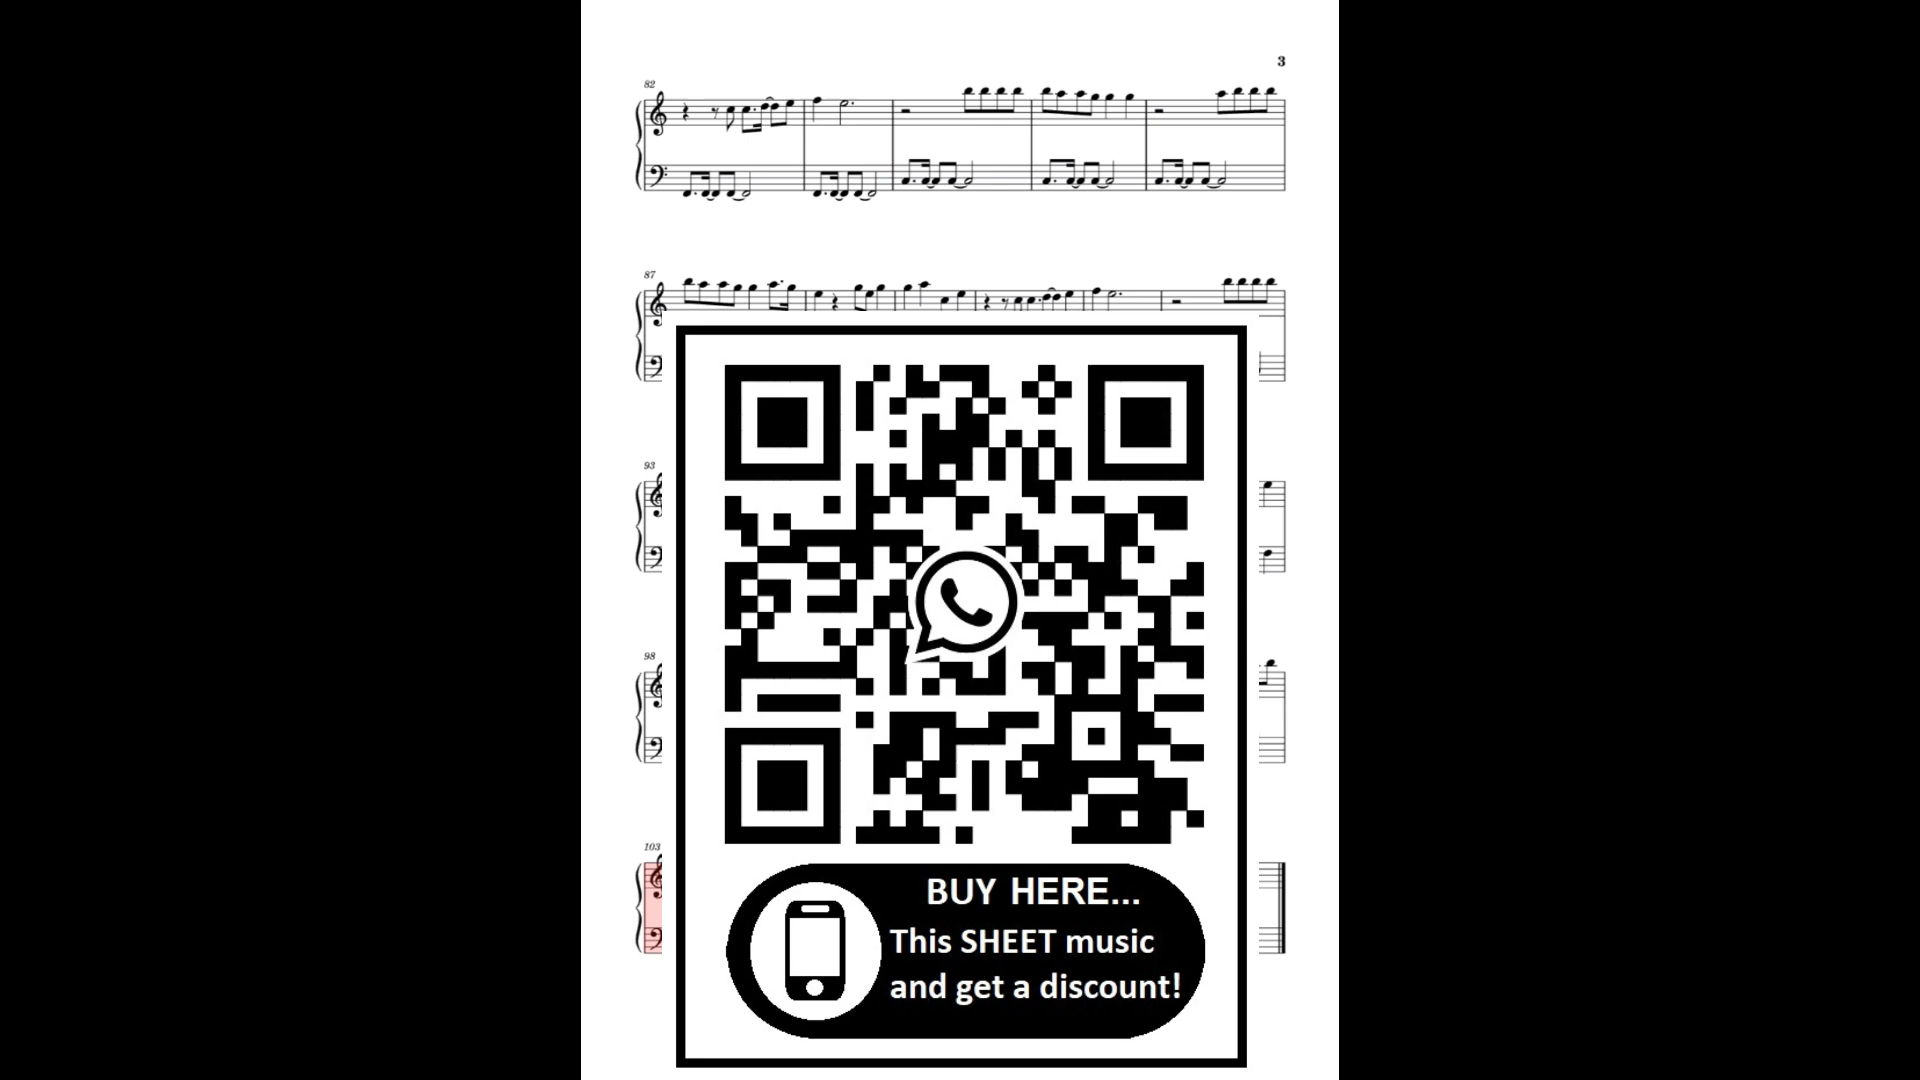 3
82
87
93
98
103
BUY HERE...
This SHEET music
and get a discount!